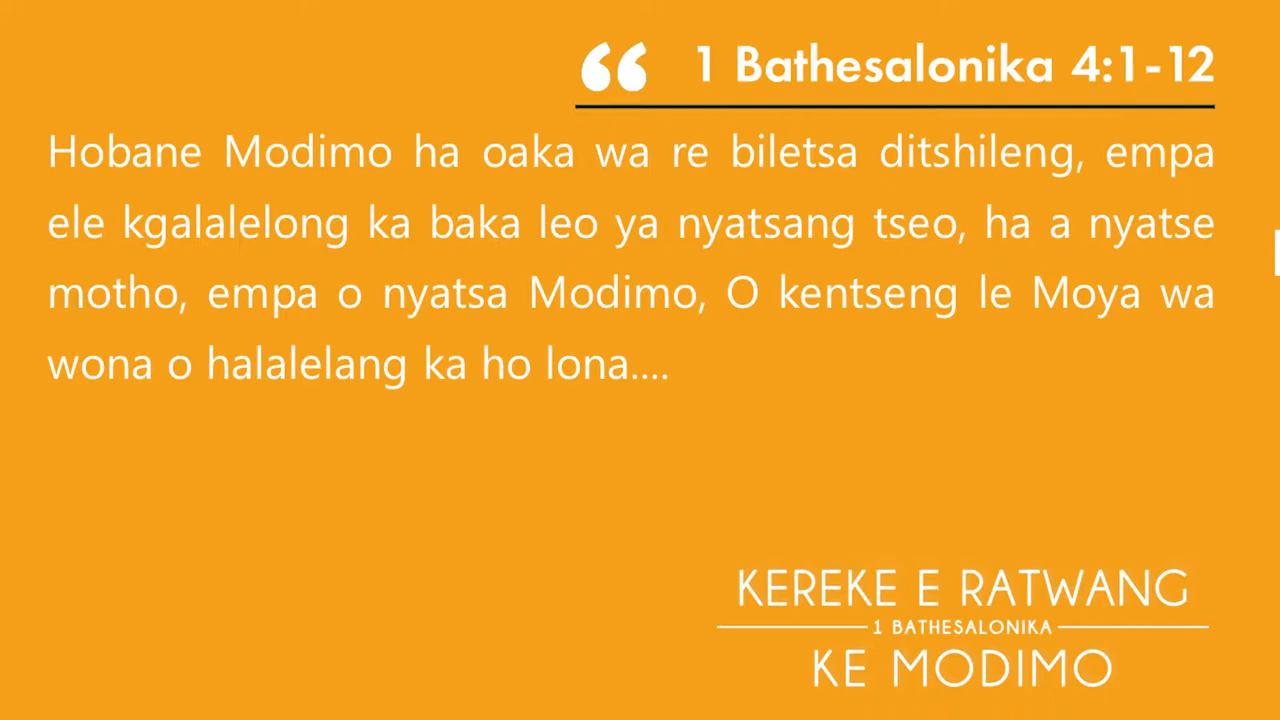 “ 1 Bathesalonika 4:1-12
Hobane Modimo ha oaka wa re biletsa ditshileng, empa
ele kgalalelong ka baka leo ya nyatsang tseo, ha a nyatse
motho, empa o nyatsa Modimo, O kentseng le Moya wa
wona o halalelang ka ho lona....
KEREKE E RATWANG
1 BATHESALONIKA
KE MODIMO